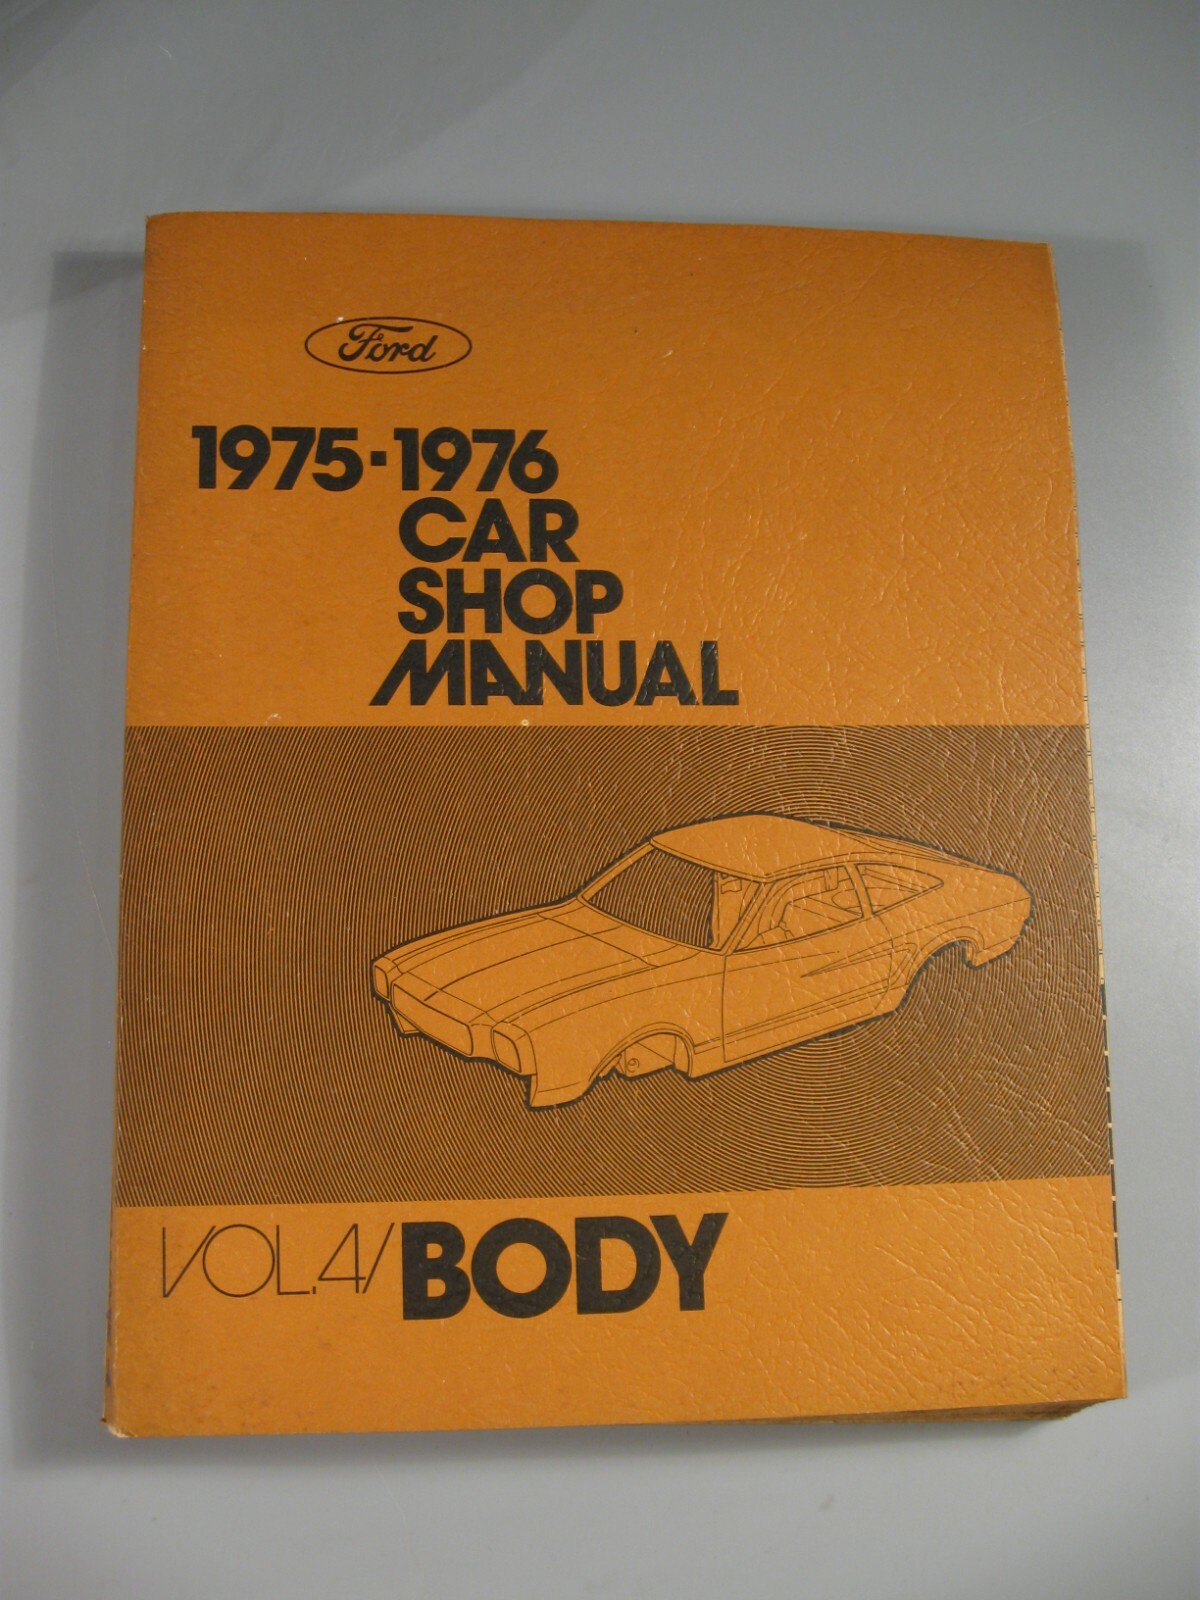 Ford
1975-1976
CAR
SHOP
MANUAL
VOL.4/BODY